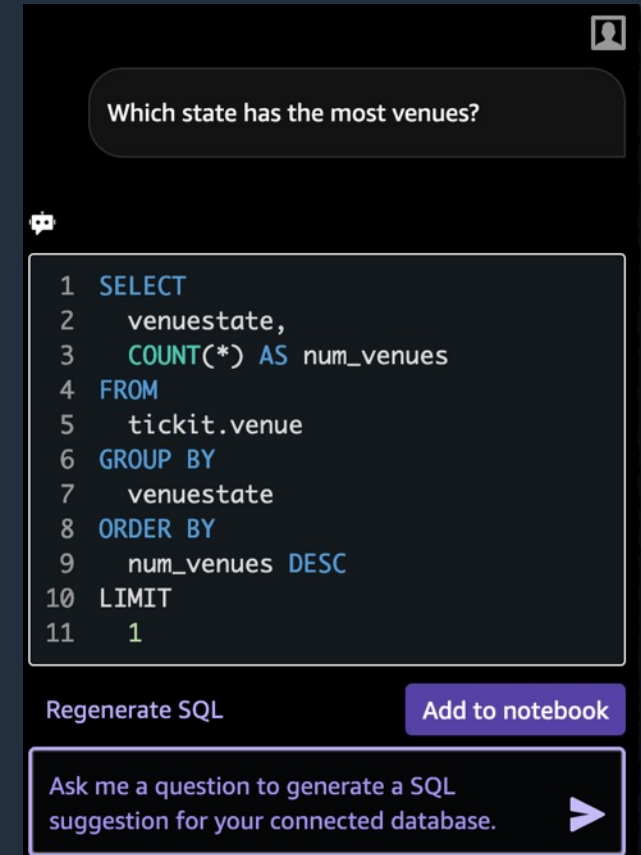 Which state has the most venues?
1 SELECT
2 venuestate,
3 COUNT(*) AS num_venues
4 FROM
5 tickit.venue
6 GROUP BY
7 venuestate
8 ORDER BY
9 num_venues DESC
10 LIMIT
11 1
Regenerate SQL
Add to notebook
Ask me a question to generate a SQL
suggestion for your connected database.